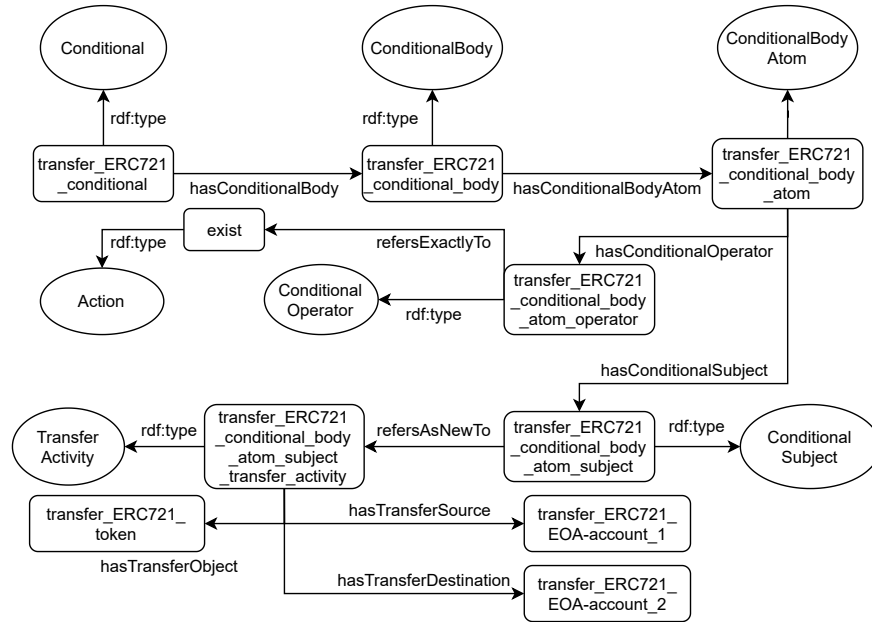 Conditional
ConditionalBody
ConditionalBody
Atom
rdf:type
rdf:type
transfer_ERC721
_conditional
hasConditionalBody
transfer_ERC721
_conditional_body
hasConditionalBodyAtom
transfer_ERC721
_conditional_body
_atom
rdf:type
exist
refersExactlyTo
hasConditionalOperator
Action
Conditional
Operator
rdf:type
transfer_ERC721
_conditional_body
_atom_operator
hasConditionalSubject
Transfer
Activity
rdf:type
transfer_ERC721
_conditional_body
_atom_subject
_transfer_activity
refersAsNewTo
transfer_ERC721
_conditional_body
_atom_subject
rdf:type
Conditional
Subject
transfer_ERC721_
token
hasTransferObject
hasTransferSource
transfer_ERC721_
EOA-account_1
hasTransferDestination
transfer_ERC721_
EOA-account_2